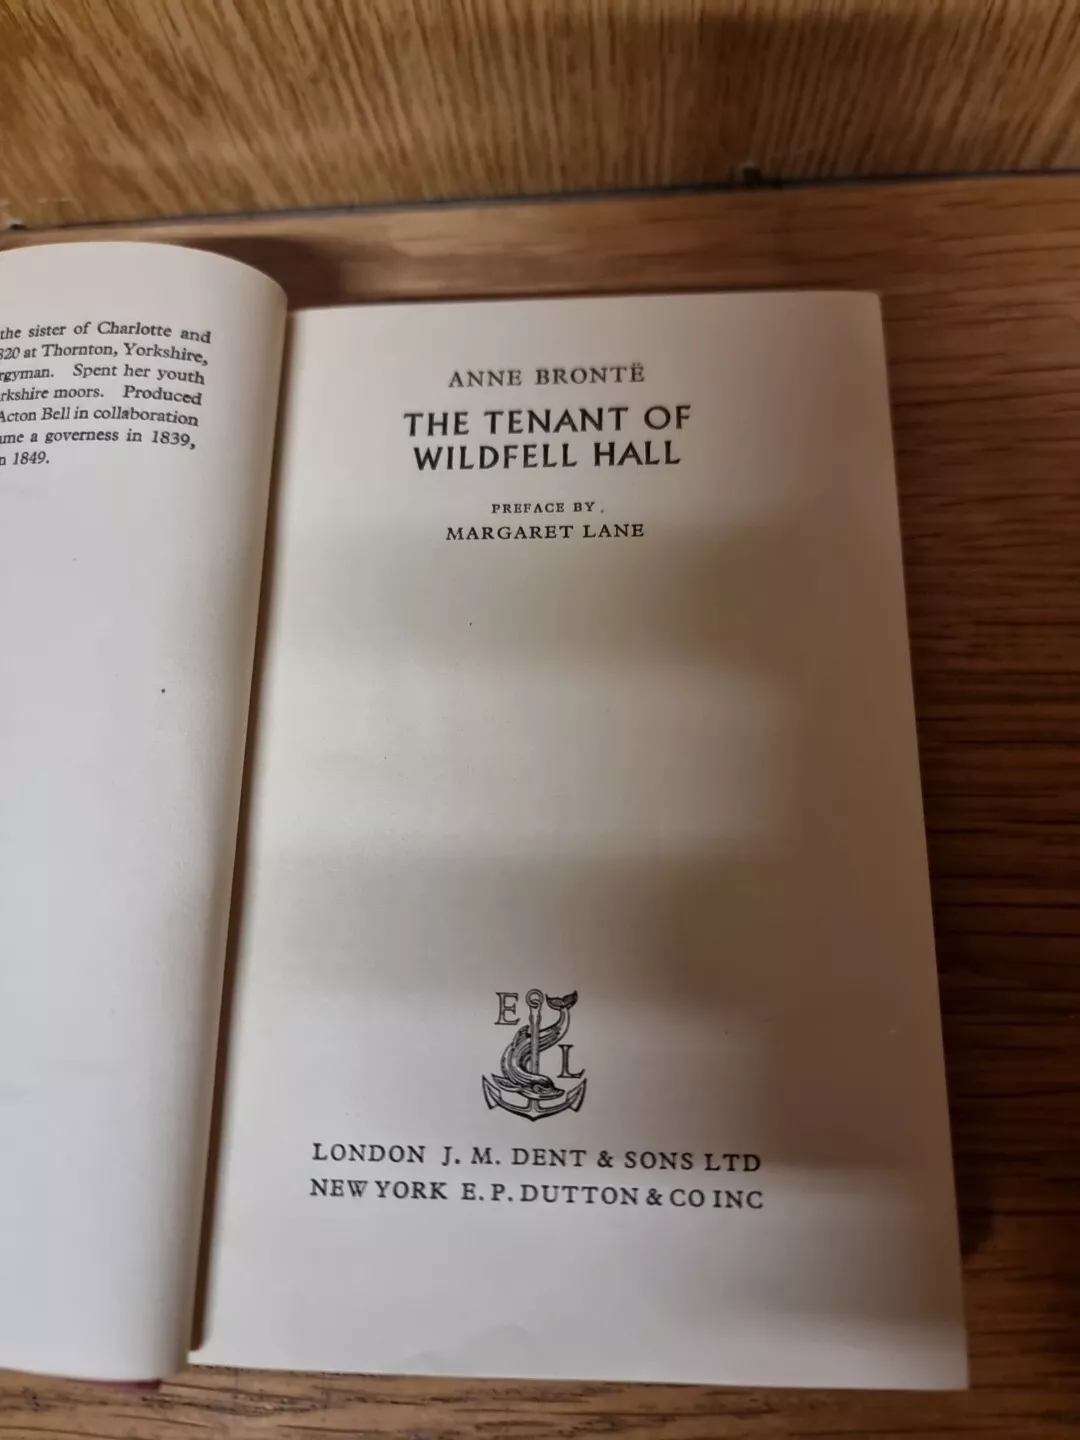 the sister of Charlotte and
820 at Thornton, Yorkshire,
rgyman. Spent her youth
rkshire moors. Produced
Acton Bell in collaboration
ame a governess in 1839,
n 1849.
ANNE BRONTË
THE TENANT OF
WILDFELL HALL
PREFACE BY
MARGARET LANE
E
L
LONDON J. M. DENT & SONS LTD
NEW YORK E. P. DUTTON & CO INC